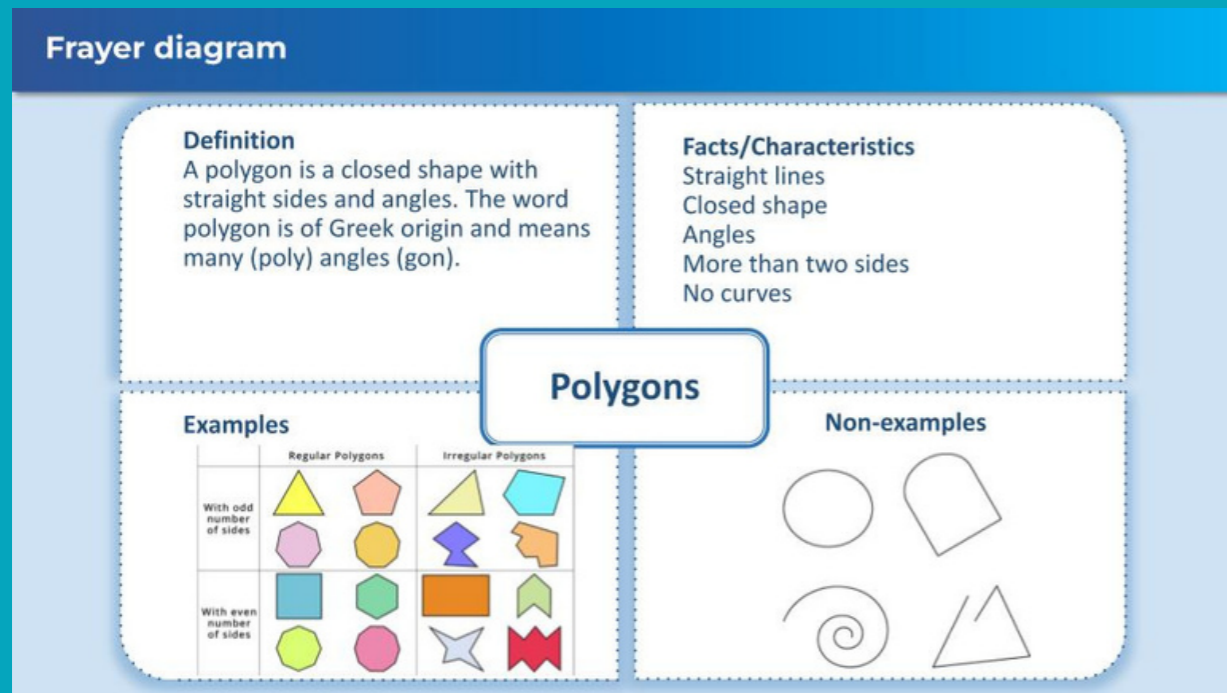 Frayer diagram
Definition
A polygon is a closed shape with
straight sides and angles. The word
polygon is of Greek origin and means
many (poly) angles (gon).
Facts/Characteristics
Straight lines
Closed shape
Angles
More than two sides
No curves
Polygons
Examples
Regular Polygons
Irregular Polygons
With odd
number
of sides
With even
number
of sides
Non-examples